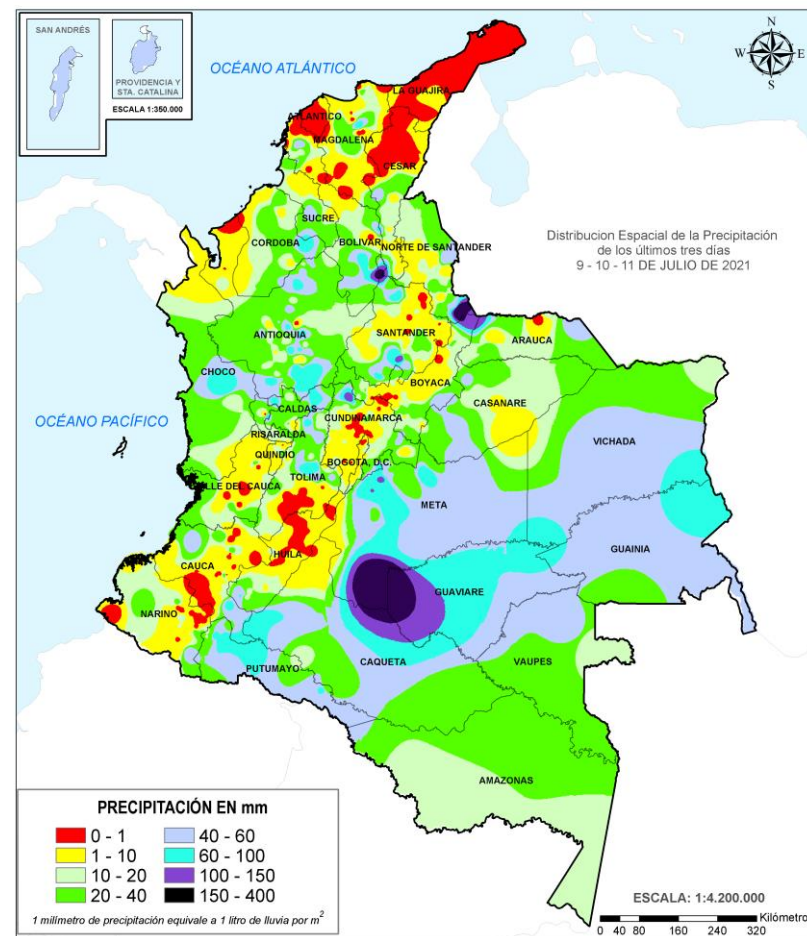 SAN ANDRÉS
PROVIDENCIA Y
STA. CATALINA
ESCALA 1:350.000
OCÉANO ATLÁNTICO
N
W
E
S
LA GUAJIRA
ATLANTICO
MAGDALENA
CESAR
SUCRE
CORDOBA
BOLIVAR
NORTE DE SANTANDER
Distribucion Espacial de la Precipitación
de los últimos tres días
9 - 10 - 11 DE JULIO DE 2021
ANTIOQUIA
SANTANDER
ARAUCA
CHOCO
BOYACA
CASANARE
OCÉANO PACÍFICO
CALDAS
CUNDINAMARCA
RISARALDA
VICHADA
QUINDIO
BOGOTA, D.C.
TOLIMA
VALLE DEL CAUCA
META
GUAINIA
HUILA
CAUCA
GUAVIARE
NARIÑO
PUTUMAYO
CAQUETA
VAUPES
AMAZONAS
PRECIPITACIÓN EN mm
0 - 1
40 - 60
1 - 10
60 - 100
10 - 20
100 - 150
20 - 40
150 - 400
1 milímetro de precipitación equivale a 1 litro de lluvia por m²
ESCALA: 1:4.200.000
Kilómetro
0 40 80 160 240 320